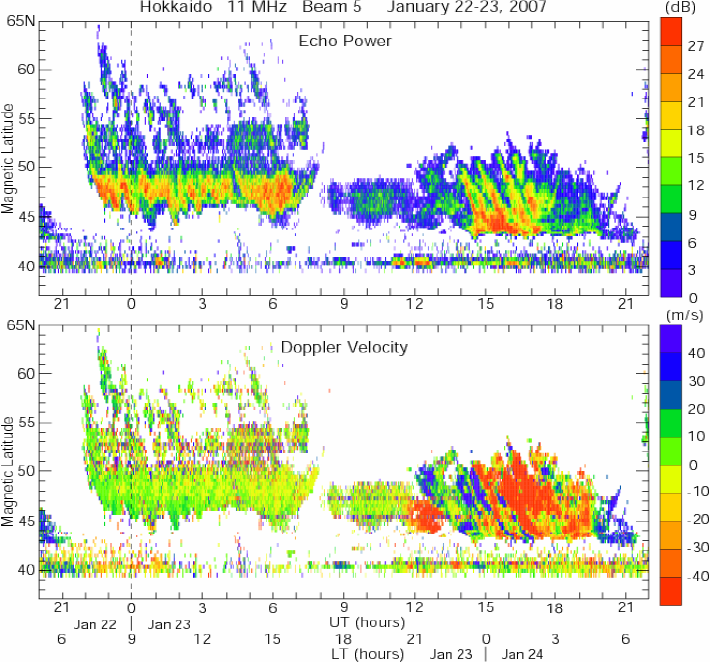 Hokkaido 11 MHz Beam 5 January 22-23, 2007
(dB)
65N
Echo Power
60
55
50
45
40
Magnetic Latitude
27
24
21
18
15
12
9
6
3
0
21 0 3 6 9 12 15 18 21
(m/s)
65N
Doppler Velocity
60
55
50
45
40
Magnetic Latitude
40
30
20
10
0
-10
-20
-30
-40
21 0 3 6 9 12 15 18 21
Jan 22 | Jan 23 UT (hours)
6 9 12 15 18 21 0 3 6
LT (hours) Jan 23 | Jan 24